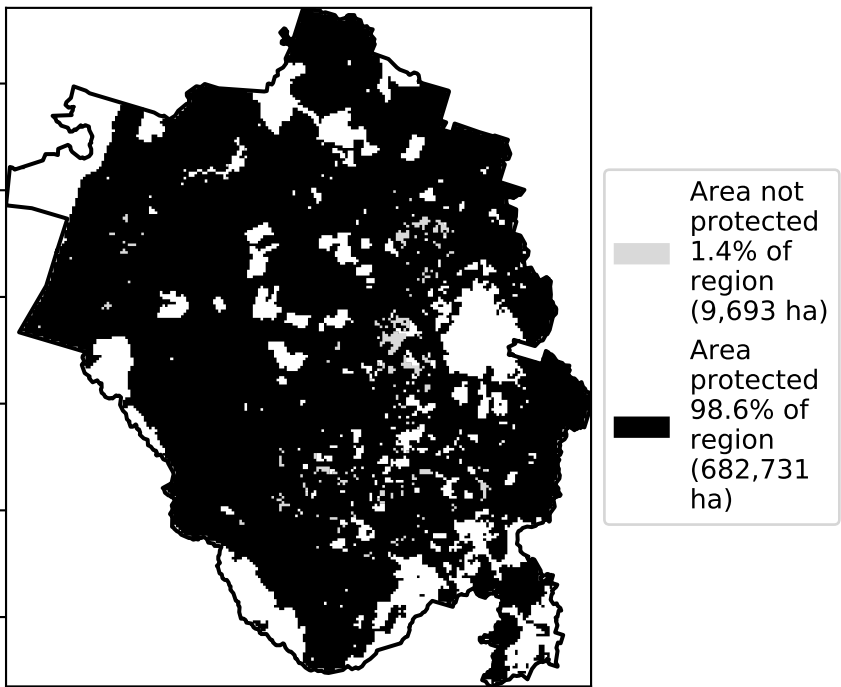 Area not
protected
1.4% of
region
(9,693 ha)
Area
protected
98.6% of
region
(682,731
ha)